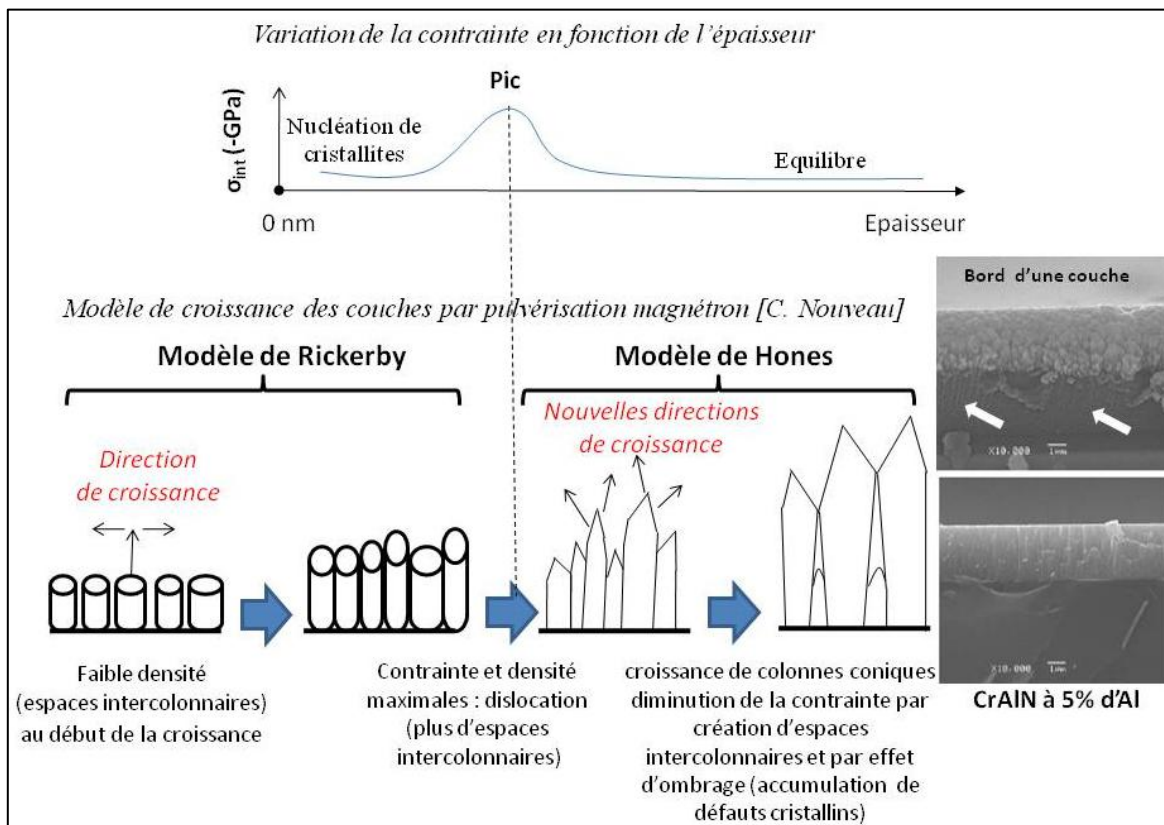 Variation de la contrainte en fonction de l'épaisseur
Pic
σint (-GPa)
Nucléation de
cristallites
Equilibre
0 nm
Epaisseur
Modèle de croissance des couches par pulvérisation magnétron [C. Nouveau]
Modèle de Rickerby
Modèle de Hones
Direction
de croissance
Nouvelles directions
de croissance
Faible densité
(espaces intercolonnaires)
au début de la croissance
Contrainte et densité
maximales : dislocation
(plus d'espaces
intercolonnaires)
croissance de colonnes coniques
diminution de la contrainte par
création d'espaces
intercolonnaires et par effet
d'ombrage (accumulation de
défauts cristallins)
Bord d'une couche
X10,000
X10,000
CrAlN à 5% d'Al